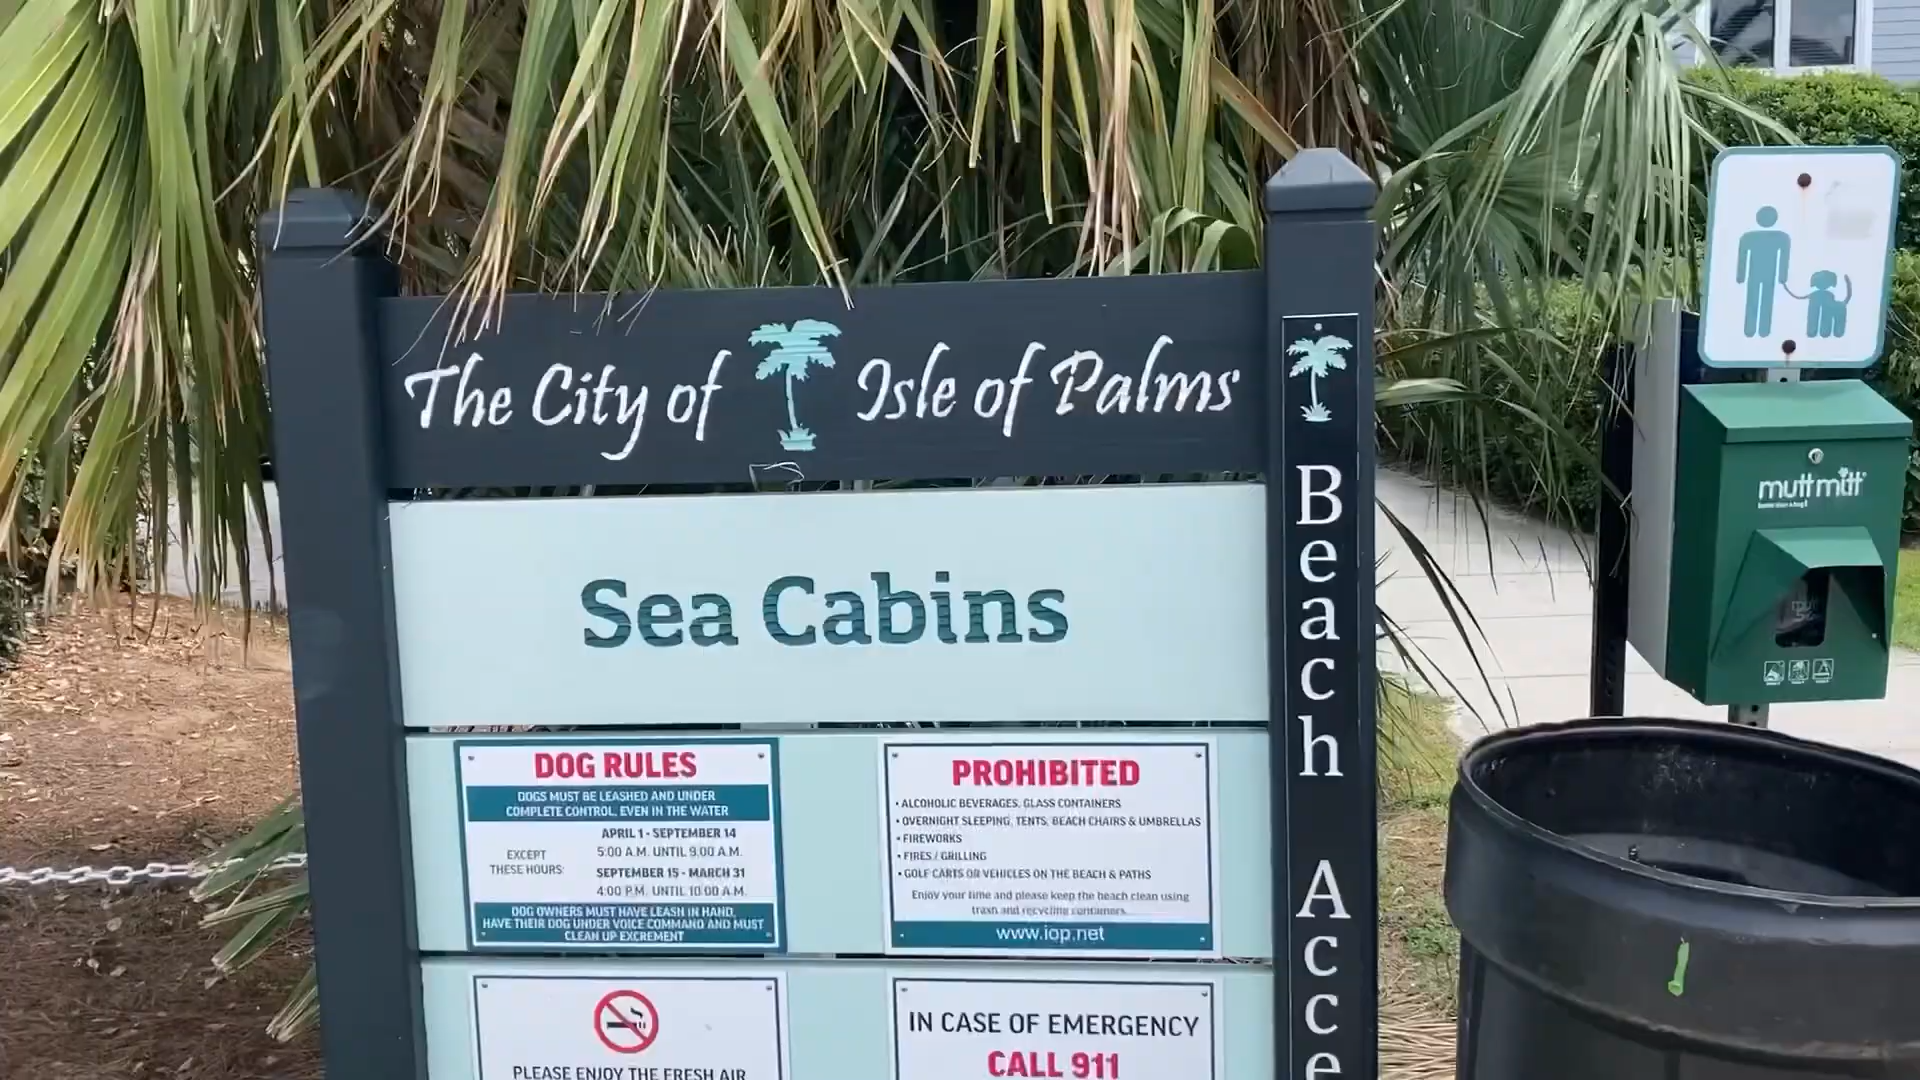 The City of Isle of Palms
Sea Cabins
Beach Acce
DOG RULES
DOGS MUST BE LEASHED AND UNDER
COMPLETE CONTROL, EVEN IN THE WATER
EXCEPT
THESE HOURS:
APRIL 1 - SEPTEMBER 14
5:00 A.M. UNTIL 9:00 A.M.
SEPTEMBER 15 - MARCH 31
4:00 P.M. UNTIL 10:00 A.M.
DOG OWNERS MUST HAVE LEASH IN HAND,
HAVE THEIR DOG UNDER VOICE COMMAND AND MUST
CLEAN UP EXCREMENT
PROHIBITED
• ALCOHOLIC BEVERAGES, GLASS CONTAINERS
• OVERNIGHT SLEEPING, TENTS, BEACH CHAIRS & UMBRELLAS
• FIREWORKS
• FIRES / GRILLING
• GOLF CARTS OR VEHICLES ON THE BEACH & PATHS
Enjoy your time and please keep the beach clean using
trash and recycling containers.
www.iop.net
PLEASE ENJOY THE FRESH AIR
IN CASE OF EMERGENCY
CALL 911
mutt mitt